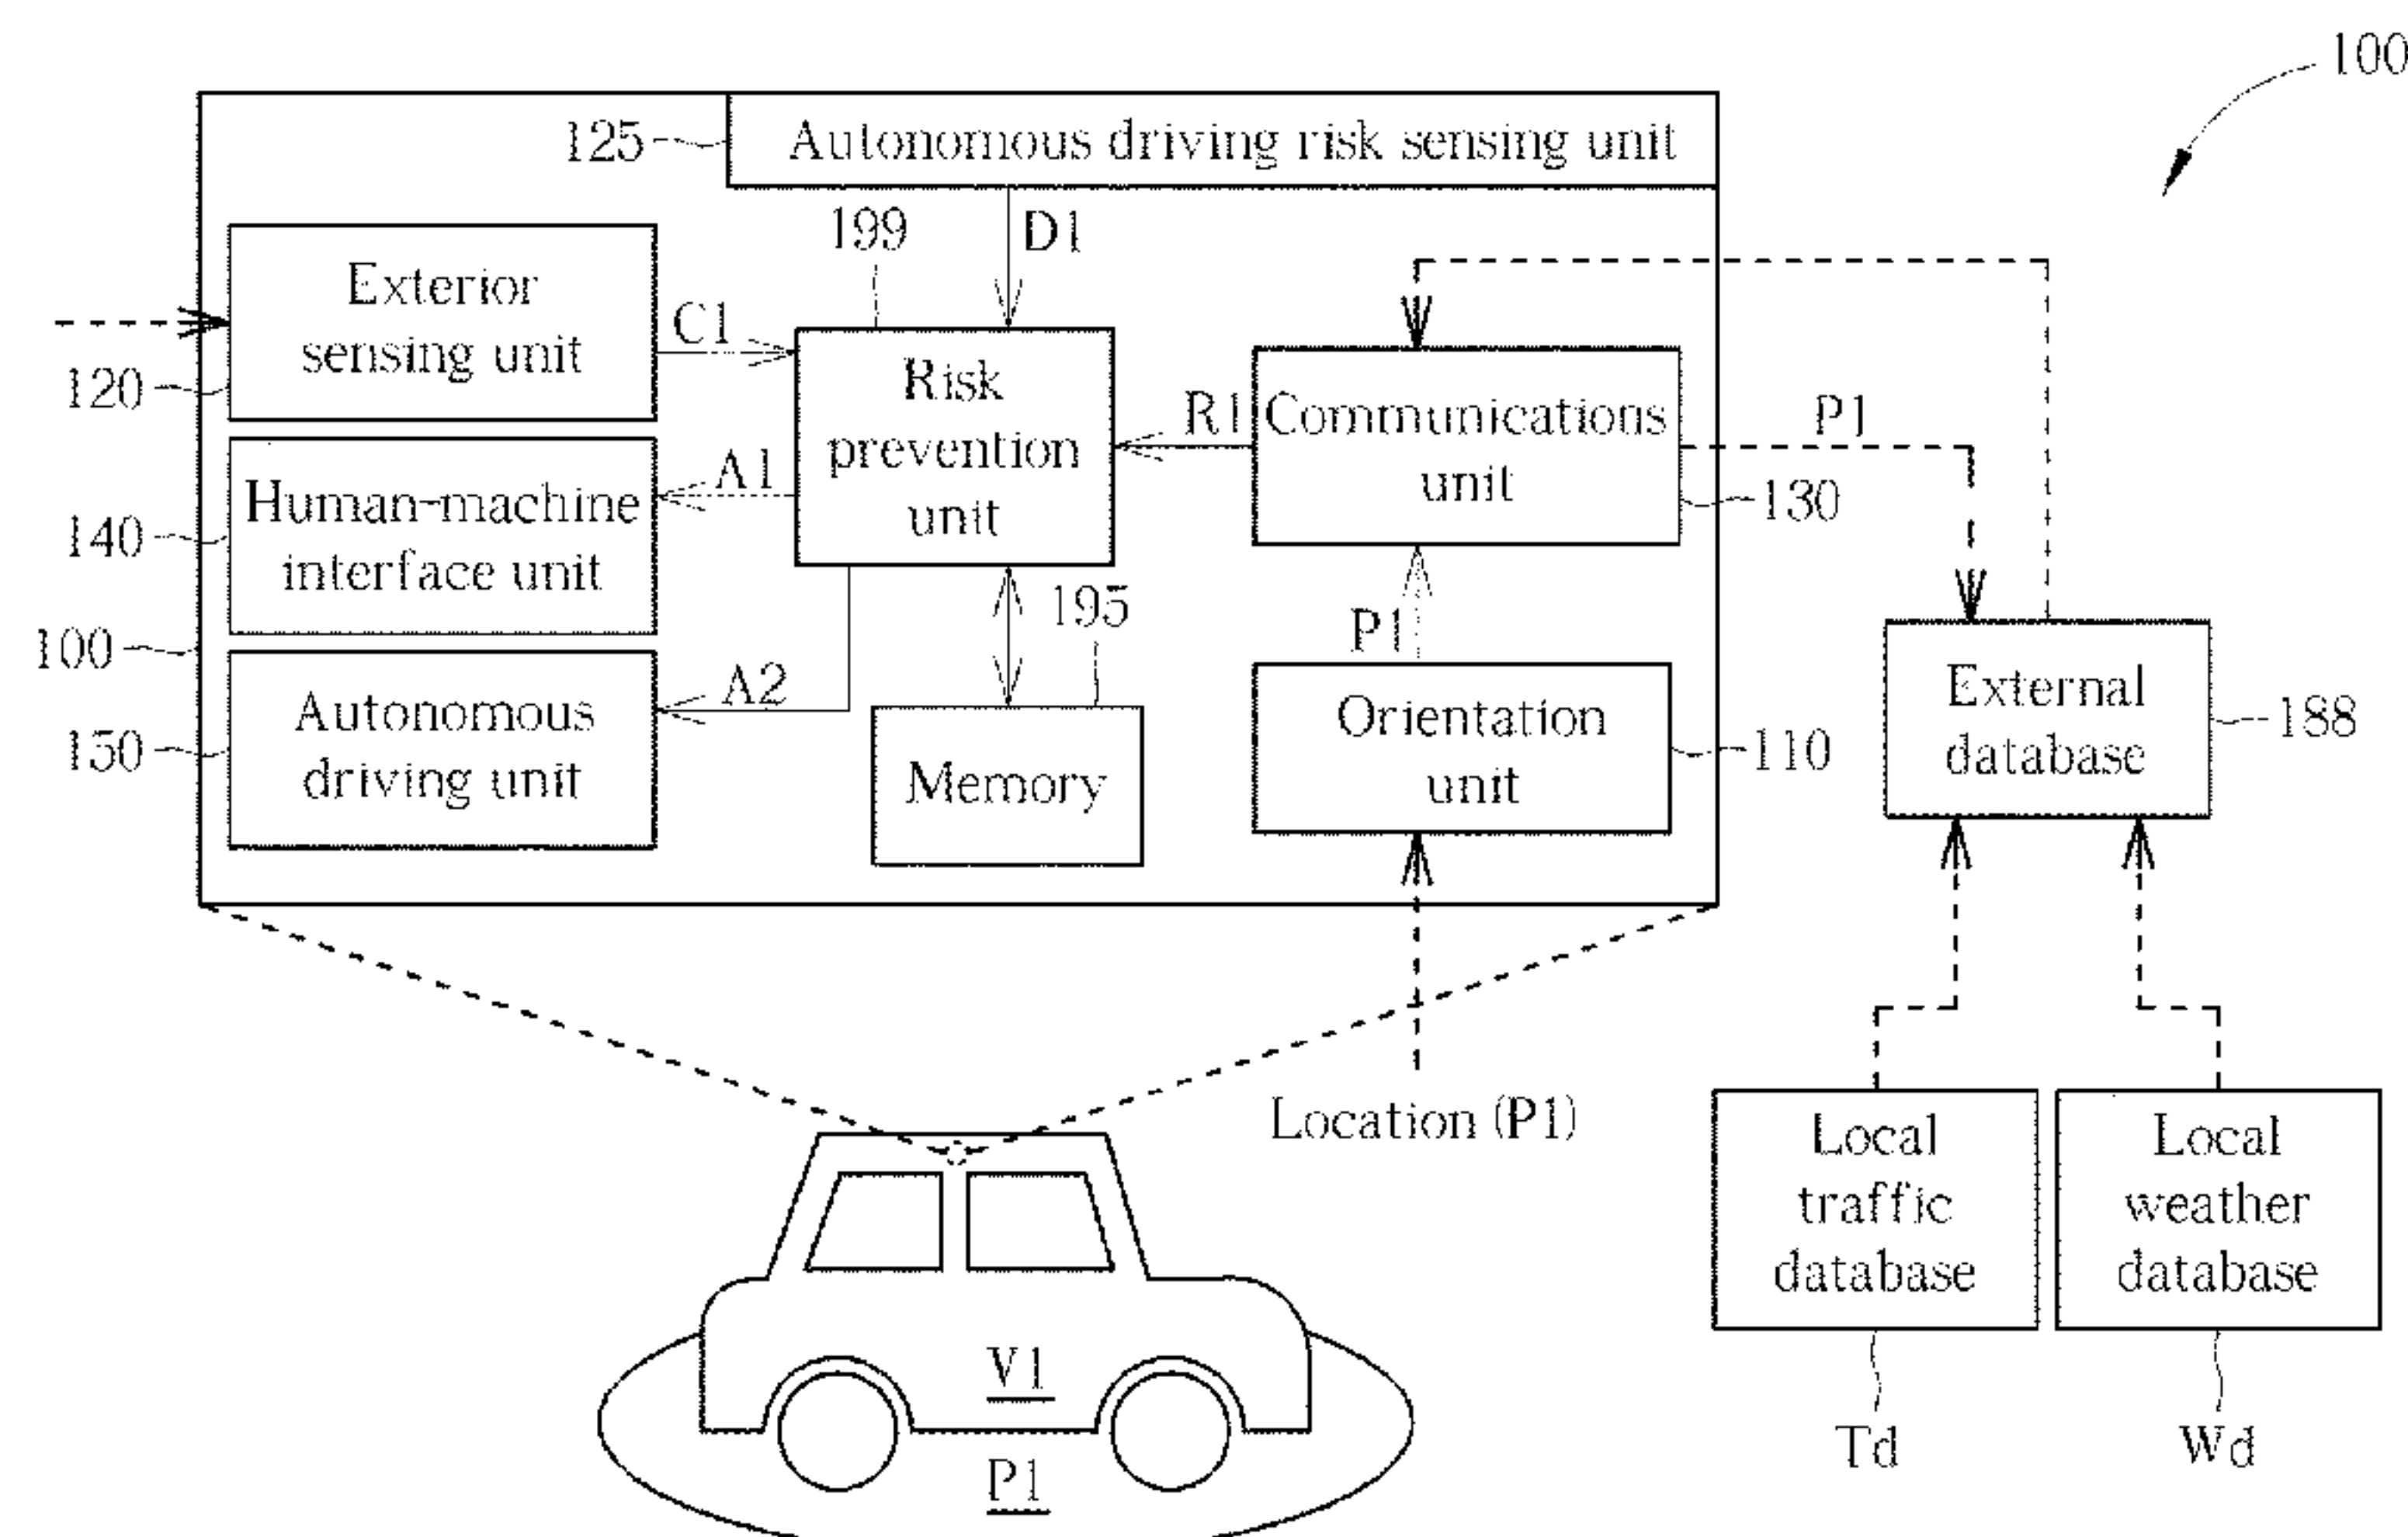 100
125
Autonomous driving risk sensing unit
199
D1
Exterior
sensing unit
120
C1
Risk
prevention
unit
R1
Communications
unit
P1
130
A1
Human-machine
interface unit
140
100
195
P1
A2
Autonomous
driving unit
150
Memory
Orientation
unit
110
External
database
188
Location (P1)
Local
traffic
database
Local
weather
database
V1
P1
Td
Wd